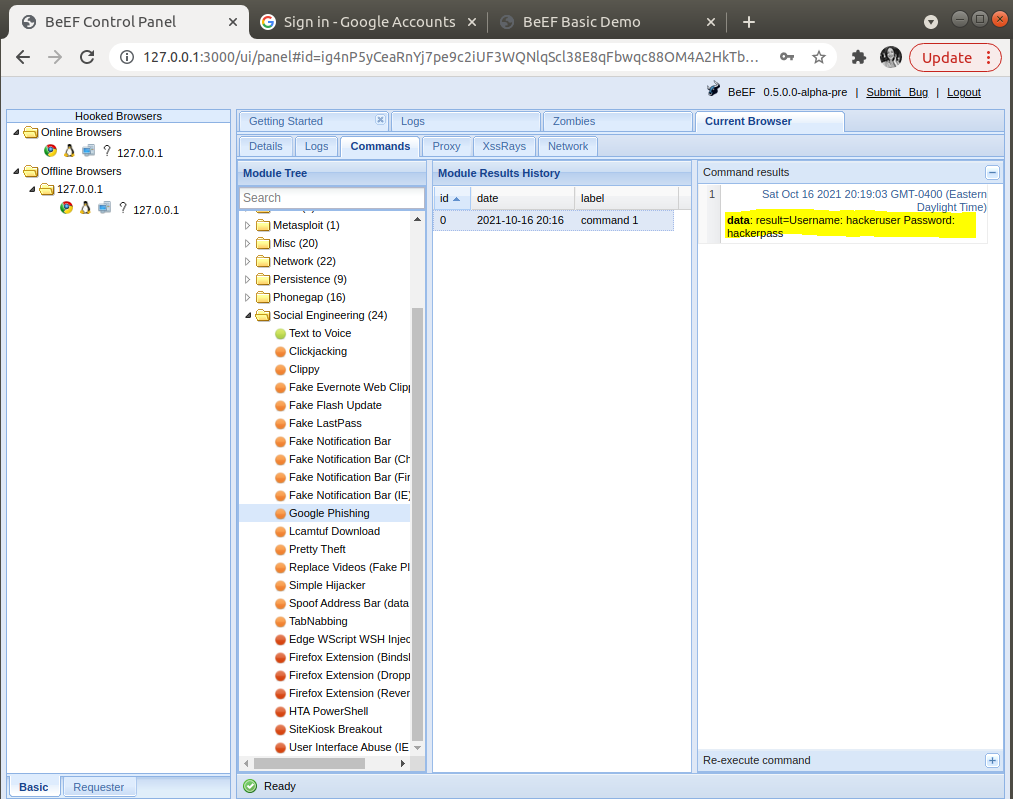 BeEF Control Panel
Sign in - Google Accounts
BeEF Basic Demo
127.0.0.1:3000/ui/panel#id=ig4nP5yCeaRnYj7pe9c2iUF3WQNlqScl38E8qFbwqc88OM4A2HkTb...
Update
BeEF 0.5.0.0-alpha-pre | Submit Bug | Logout
Hooked Browsers
Online Browsers
? 127.0.0.1
Offline Browsers
127.0.0.1
? 127.0.0.1
Basic
Requester
Getting Started
Logs
Zombies
Current Browser
Details
Logs
Commands
Proxy
XssRays
Network
Module Tree
Search
Metasploit (1)
Misc (20)
Network (22)
Persistence (9)
Phonegap (16)
Social Engineering (24)
Text to Voice
Clickjacking
Clippy
Fake Evernote Web Clipp
Fake Flash Update
Fake LastPass
Fake Notification Bar
Fake Notification Bar (Ch
Fake Notification Bar (Fir
Fake Notification Bar (IE)
Google Phishing
Lcamtuf Download
Pretty Theft
Replace Videos (Fake Pl
Simple Hijacker
Spoof Address Bar (data
TabNabbing
Edge WScript WSH Injec
Firefox Extension (Bindsh
Firefox Extension (Dropp
Firefox Extension (Rever
HTA PowerShell
SiteKiosk Breakout
User Interface Abuse (IE
Module Results History
id date label
0 2021-10-16 20:16 command 1
Command results
1 Sat Oct 16 2021 20:19:03 GMT-0400 (Eastern
Daylight Time)
data: result=Username: hackeruser Password:
hackerpass
Re-execute command
Ready